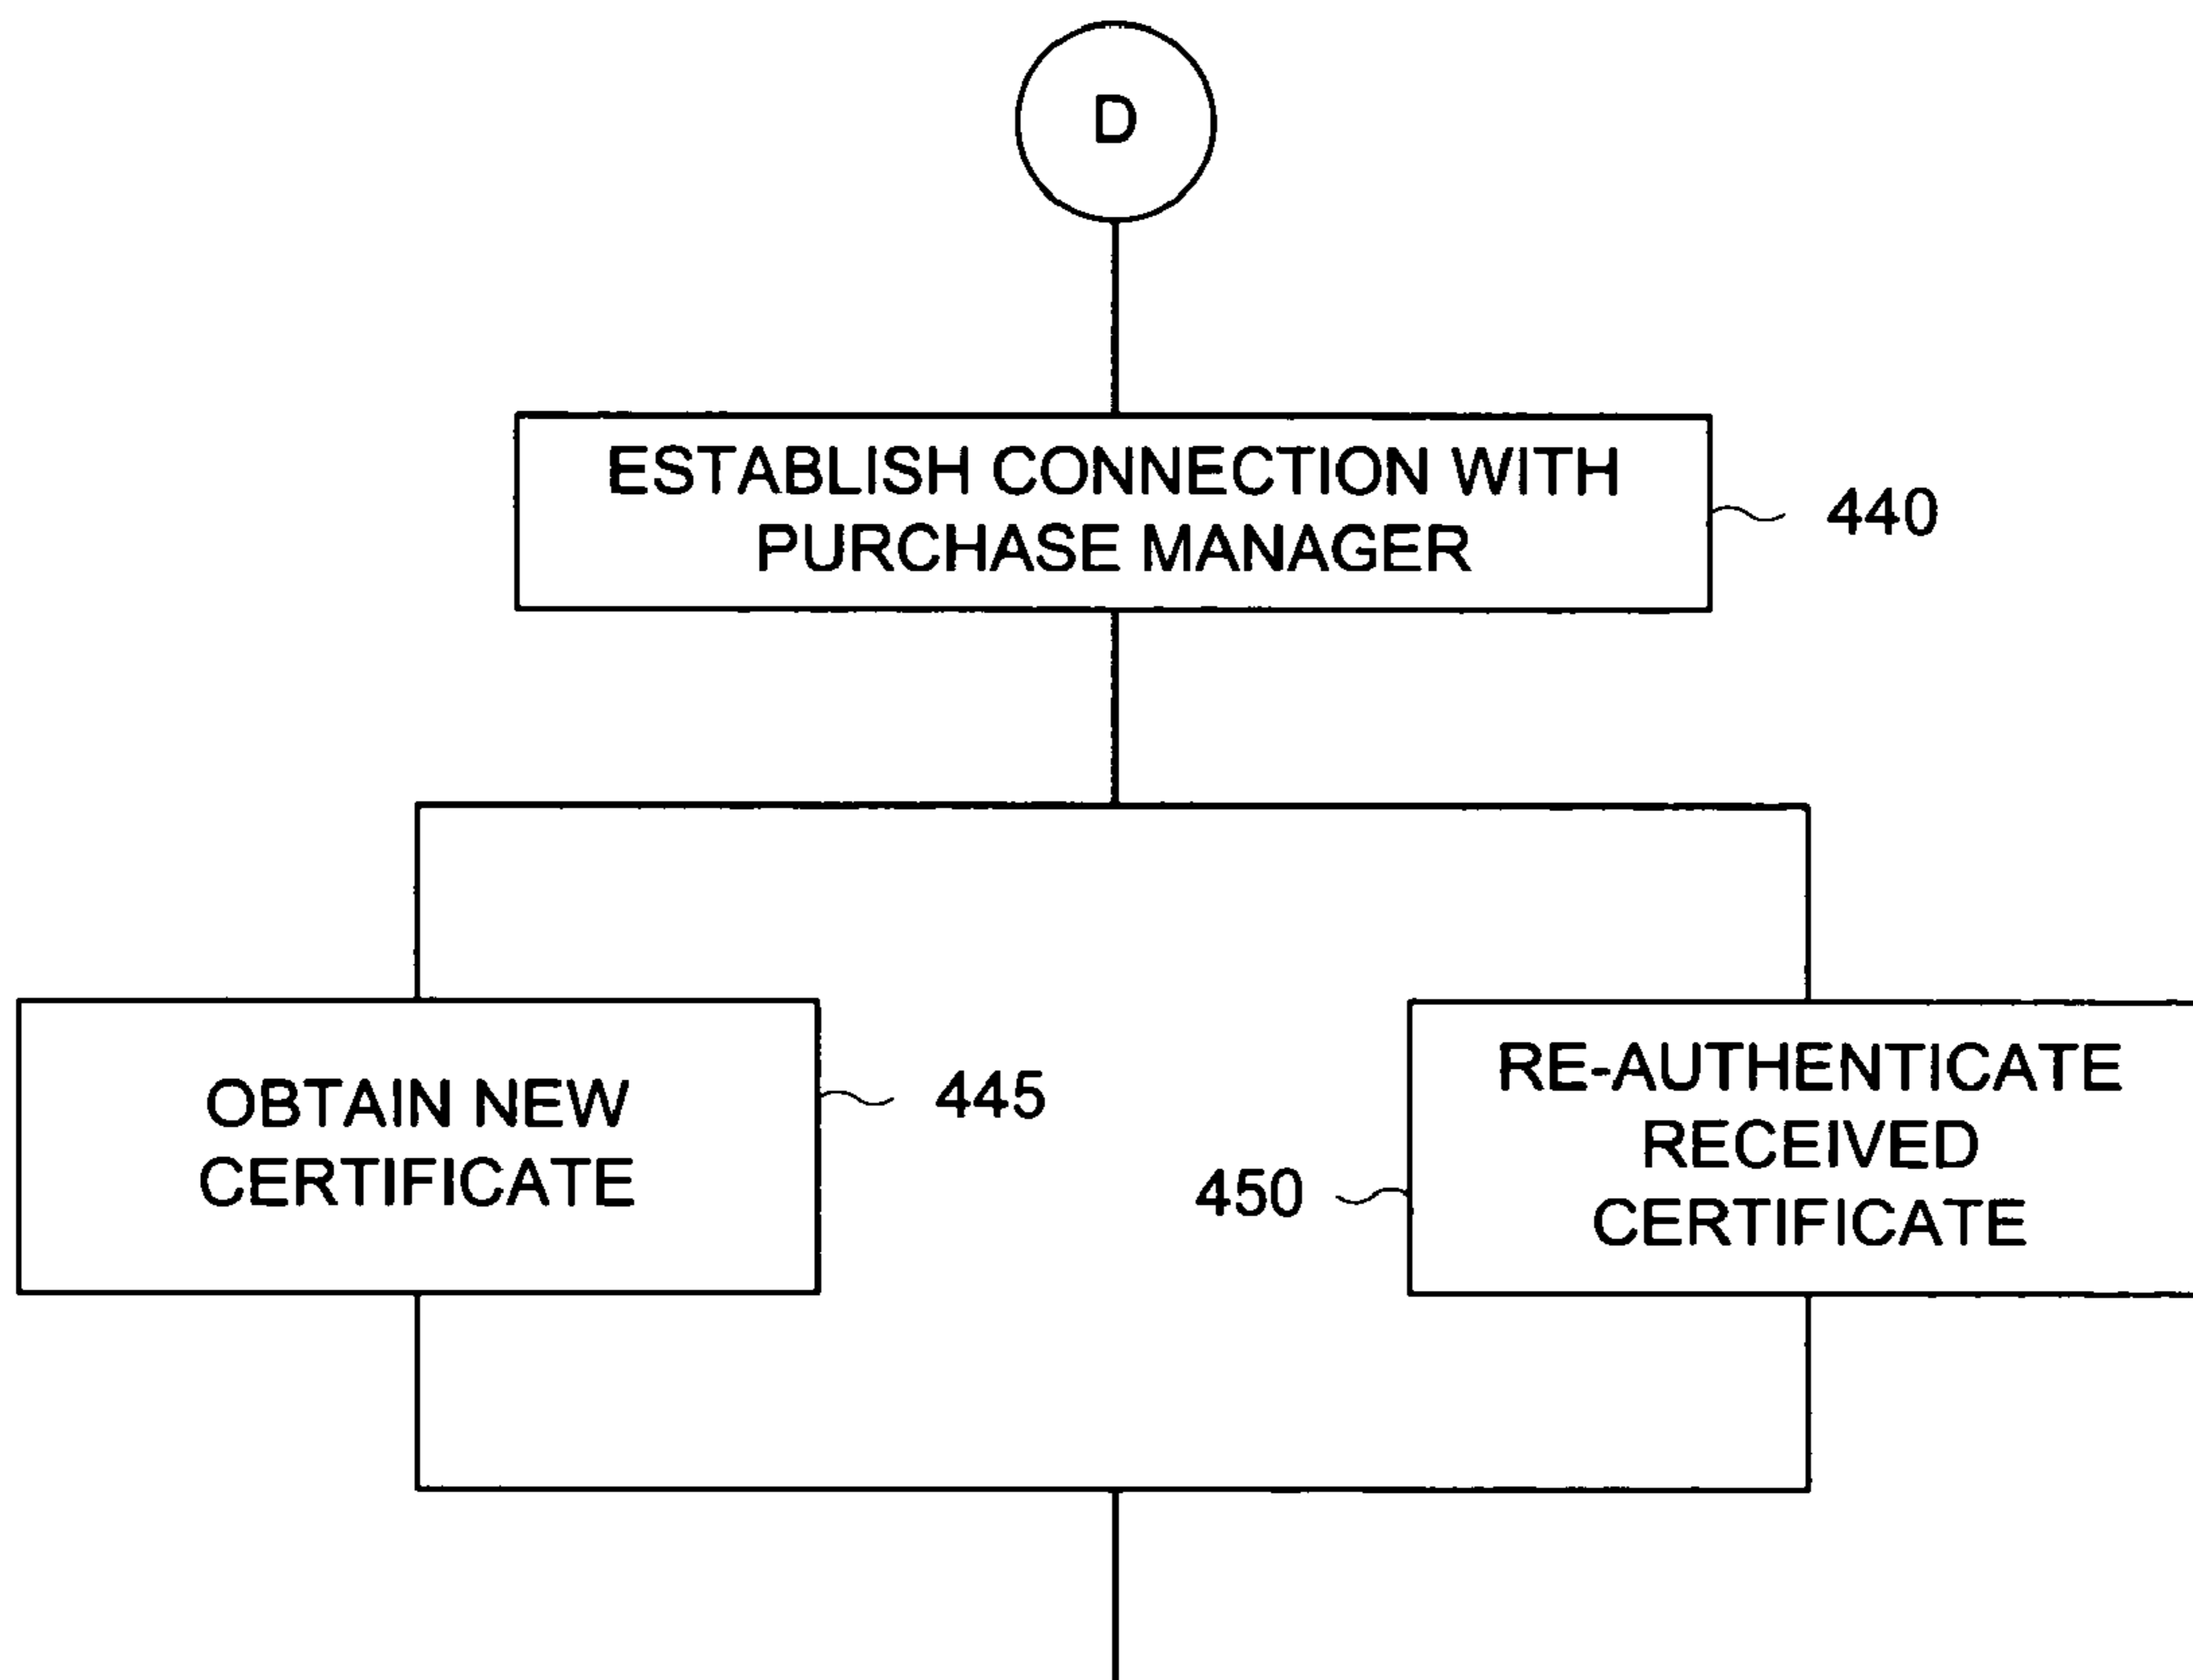 D
ESTABLISH CONNECTION WITH
PURCHASE MANAGER
440
OBTAIN NEW
CERTIFICATE
445
RE-AUTHENTICATE
RECEIVED
CERTIFICATE
450